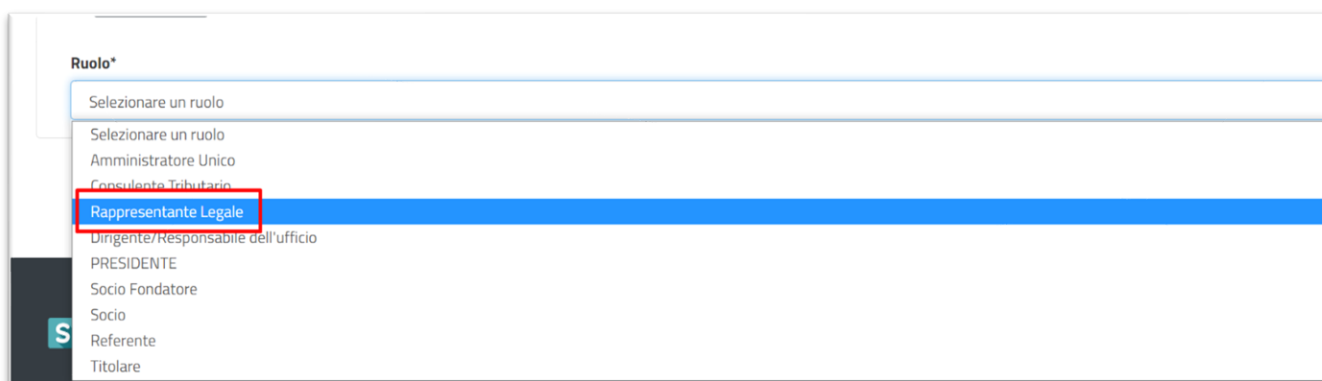 Ruolo*
Selezionare un ruolo
Selezionare un ruolo
Amministratore Unico
Consulente Tributario
Rappresentante Legale
Dirigente/Responsabile dell'ufficio
PRESIDENTE
Socio Fondatore
Socio
S
Referente
Titolare